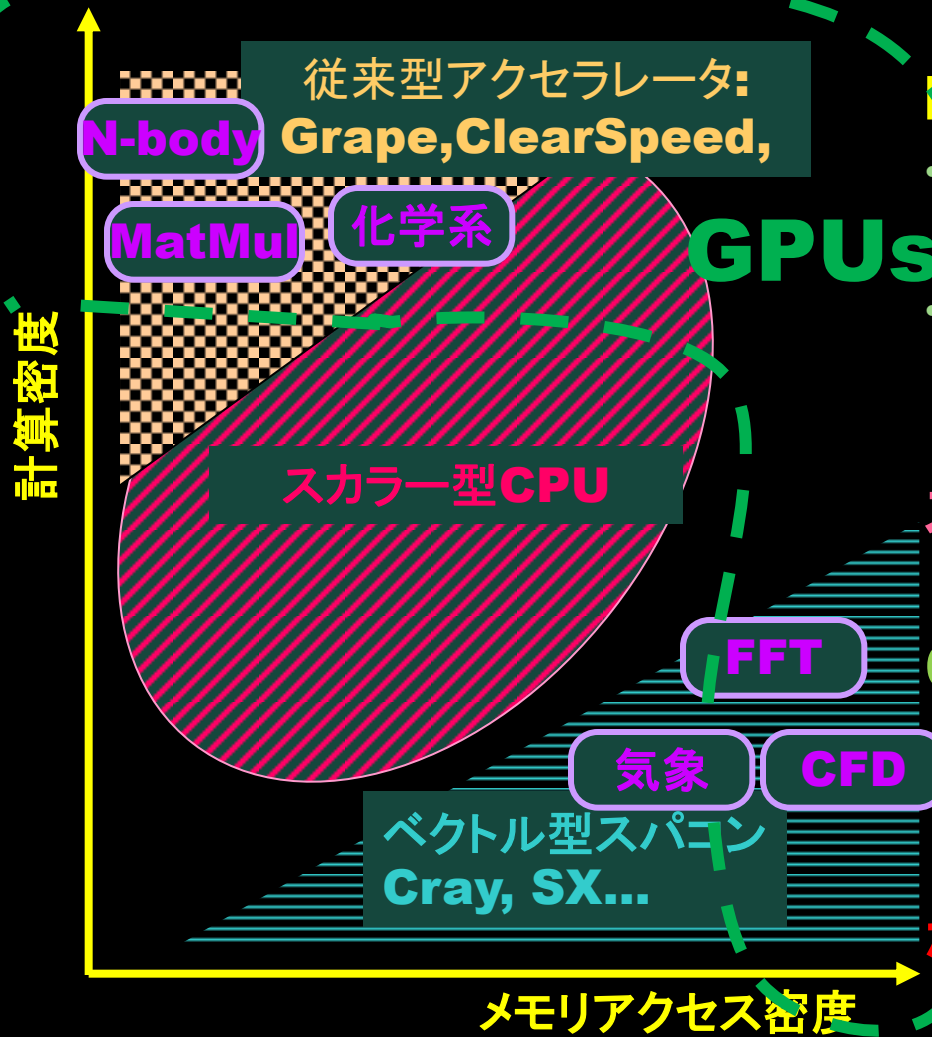 従来型アクセラレータ:
Grape,ClearSpeed,
N-body
MatMul
化学系
GPUs
計算密度
スカラー型CPU
FFT
気象
CFD
ベクトル型スパコン
Cray, SX...
メモリアクセス密度